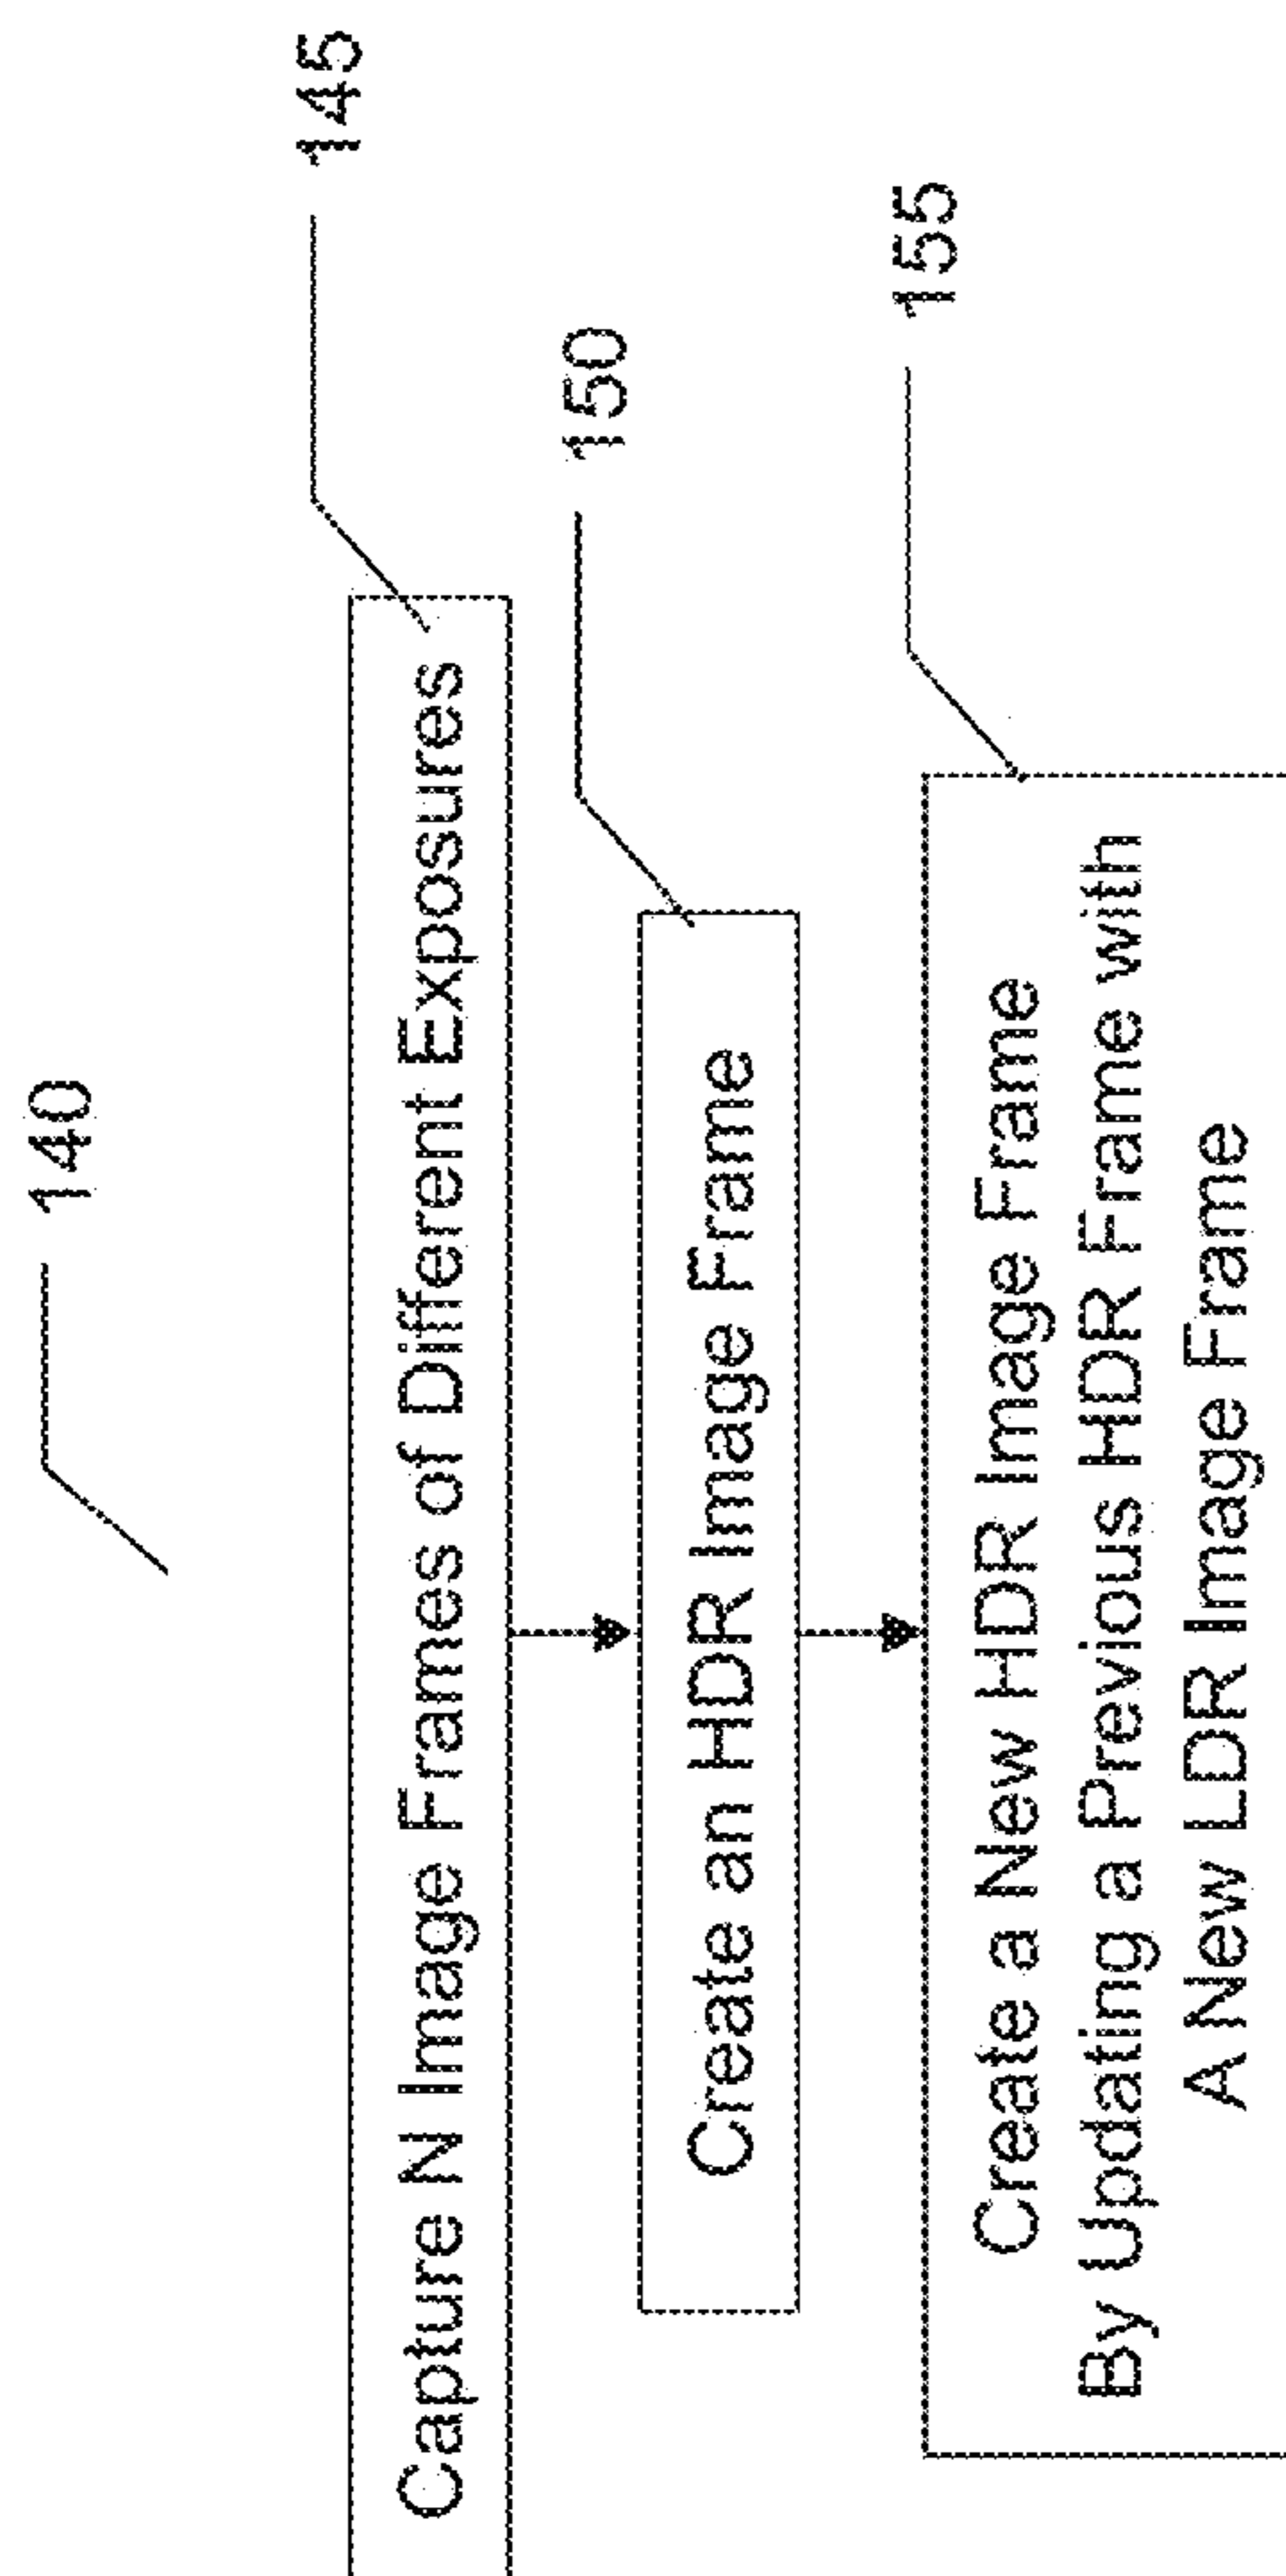 140
145
Capture N Image Frames of Different Exposures
150
Create an HDR Image Frame
155
Create a New HDR Image Frame
By Updating a Previous HDR Frame with
A New LDR Image Frame